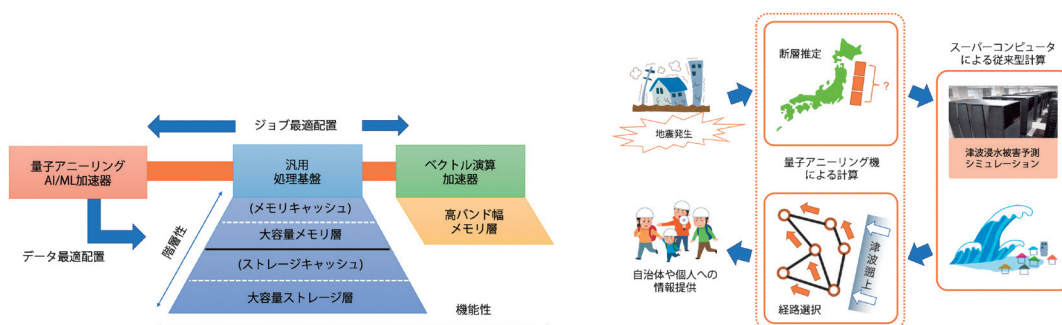 ジョブ最適配置
量子アニーリング
AI/ML加速器
汎用
処理基盤
ベクトル演算
加速器
(メモリキャッシュ)
大容量メモリ層
(ストレージキャッシュ)
大容量ストレージ層
高バンド幅
メモリ層
階層性
データ最適配置
機能性
地震発生
断層推定
?
量子アニーリング機
による計算
スーパーコンピュータ
による従来型計算
津波浸水被害予測
シミュレーション
津波遡上
経路選択
自治体や個人への
情報提供